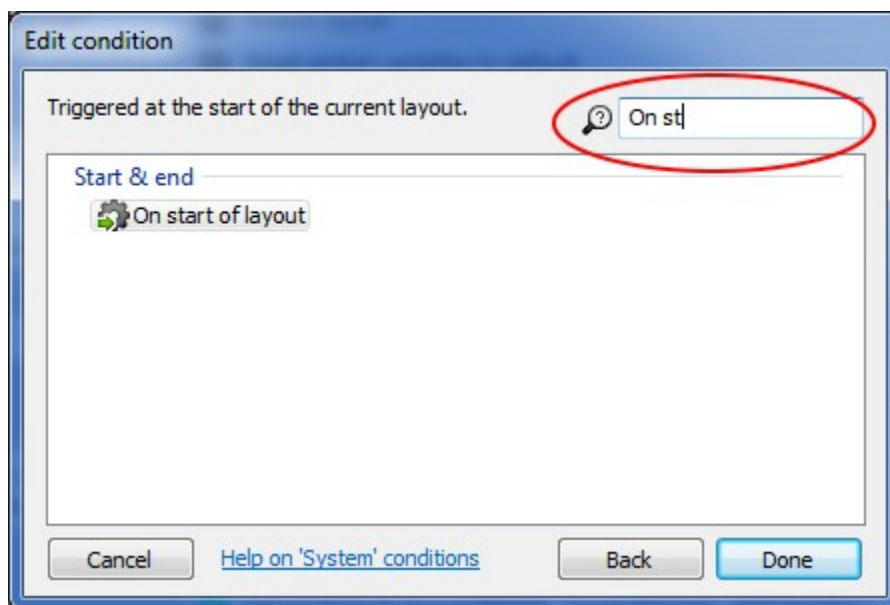 Edit condition
Triggered at the start of the current layout.
On st
Start & end
On start of layout
Cancel
Help on 'System' conditions
Back
Done